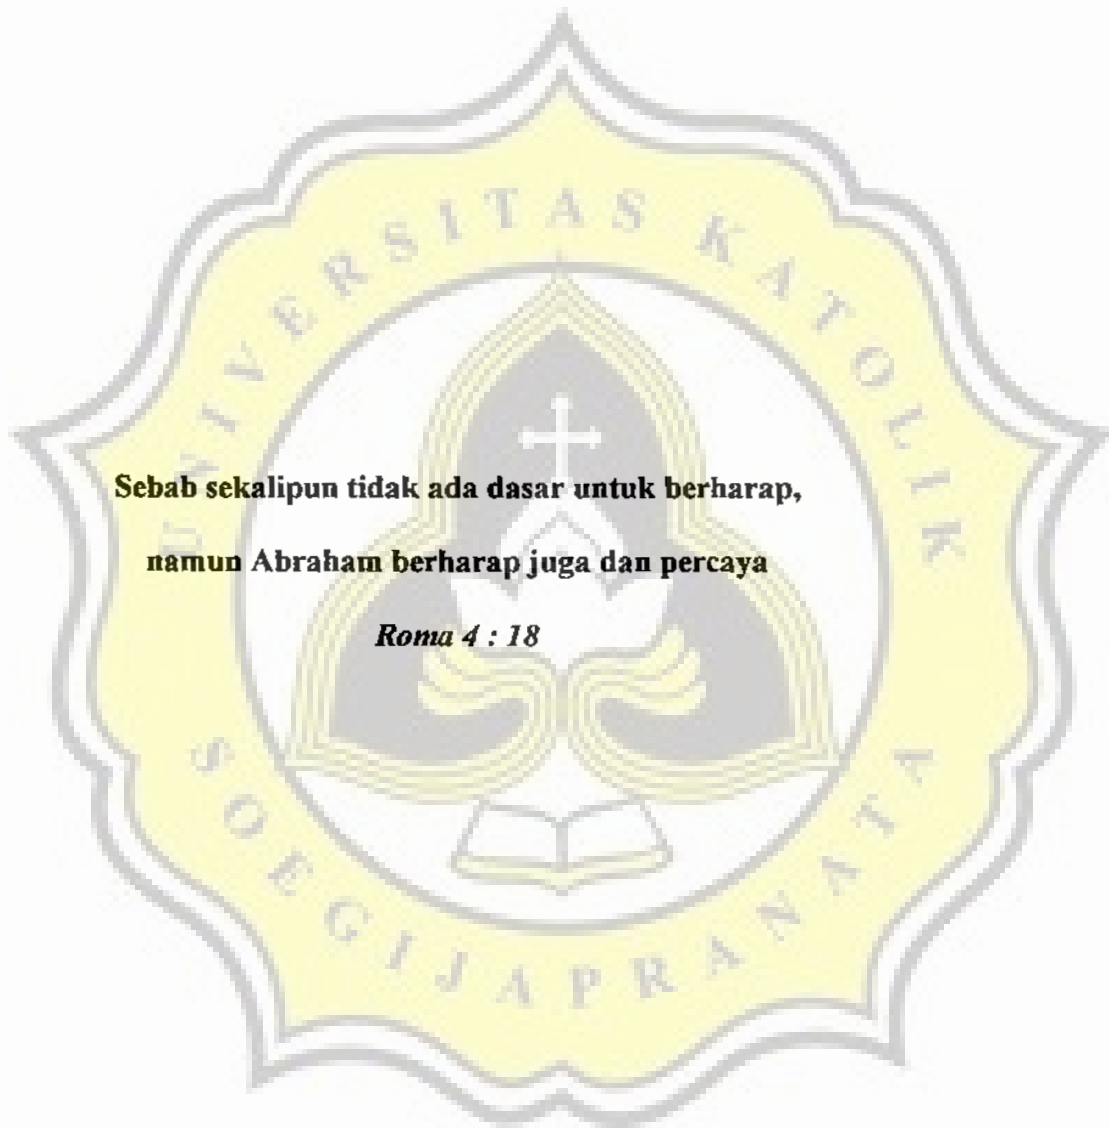 UNIVERSITAS KATOLIK
Sebab sekalipun tidak ada dasar untuk berharap,
namun Abraham berharap juga dan percaya
Roma 4 : 18
SOEGIJAPRANATA